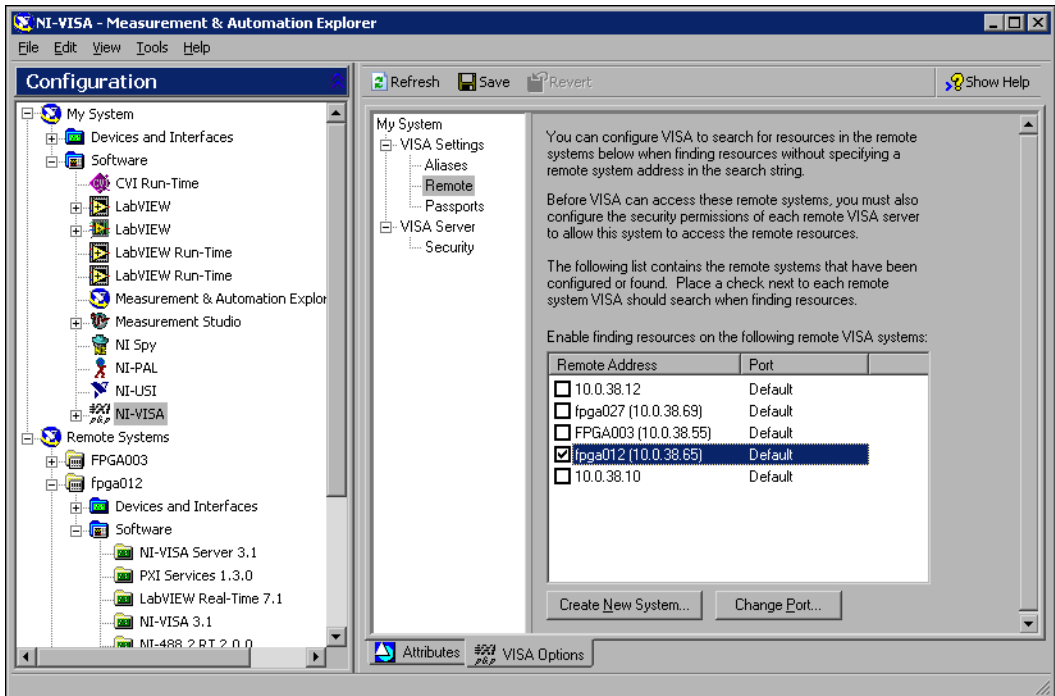 NI-VISA - Measurement & Automation Explorer
File Edit View Tools Help
Configuration
My System
Devices and Interfaces
Software
CVI Run-Time
LabVIEW
LabVIEW
LabVIEW Run-Time
LabVIEW Run-Time
Measurement & Automation Explor
Measurement Studio
NI Spy
NI-PAL
NI-USI
NI-VISA
Remote Systems
FPGA003
fpga012
Devices and Interfaces
Software
NI-VISA Server 3.1
PXI Services 1.3.0
LabVIEW Real-Time 7.1
NI-VISA 3.1
NI-488.2 RT 2.0.0
Refresh Save Revert Show Help
My System
VISA Settings
Aliases
Remote
Passports
VISA Server
Security
You can configure VISA to search for resources in the remote
systems below when finding resources without specifying a
remote system address in the search string.
Before VISA can access these remote systems, you must also
configure the security permissions of each remote VISA server
to allow this system to access the remote resources.
The following list contains the remote systems that have been
configured or found. Place a check next to each remote
system VISA should search when finding resources.
Enable finding resources on the following remote VISA systems:
Remote Address Port
10.0.38.12 Default
fpga027 (10.0.38.69) Default
FPGA003 (10.0.38.55) Default
fpga012 (10.0.38.65) Default
10.0.38.10 Default
Create New System... Change Port...
Attributes VISA Options